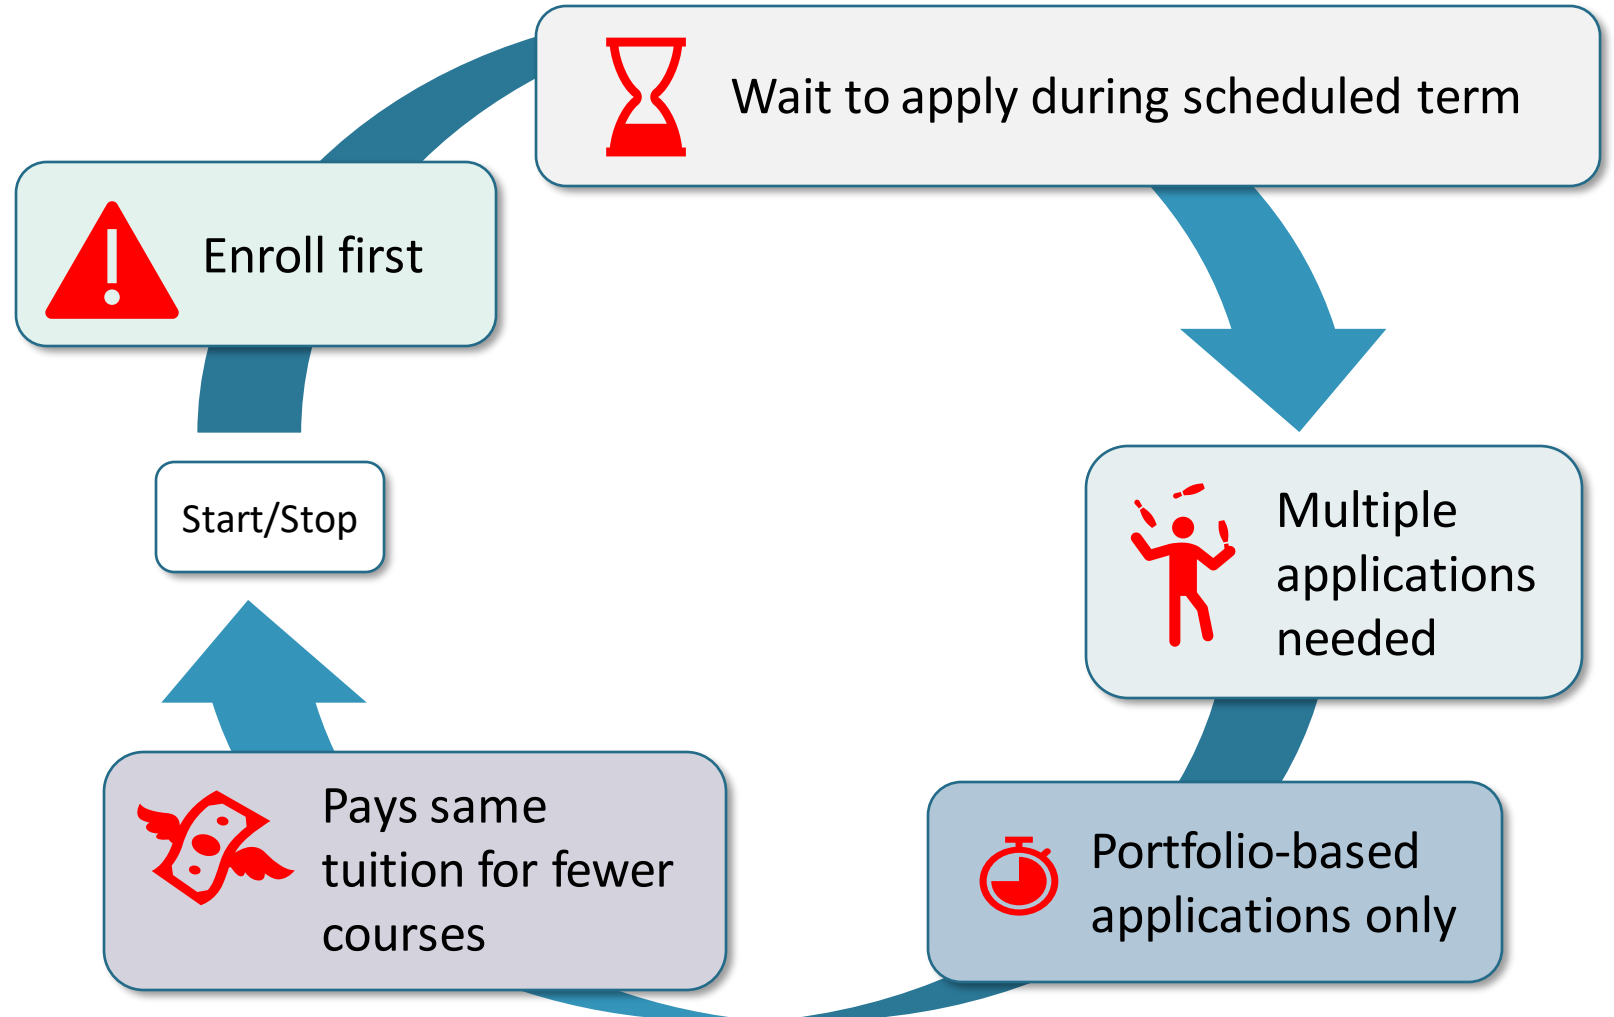 Wait to apply during scheduled term
Enroll first
Start/Stop
Multiple
applications
needed
Portfolio-based
applications only
Pays same
tuition for fewer
courses